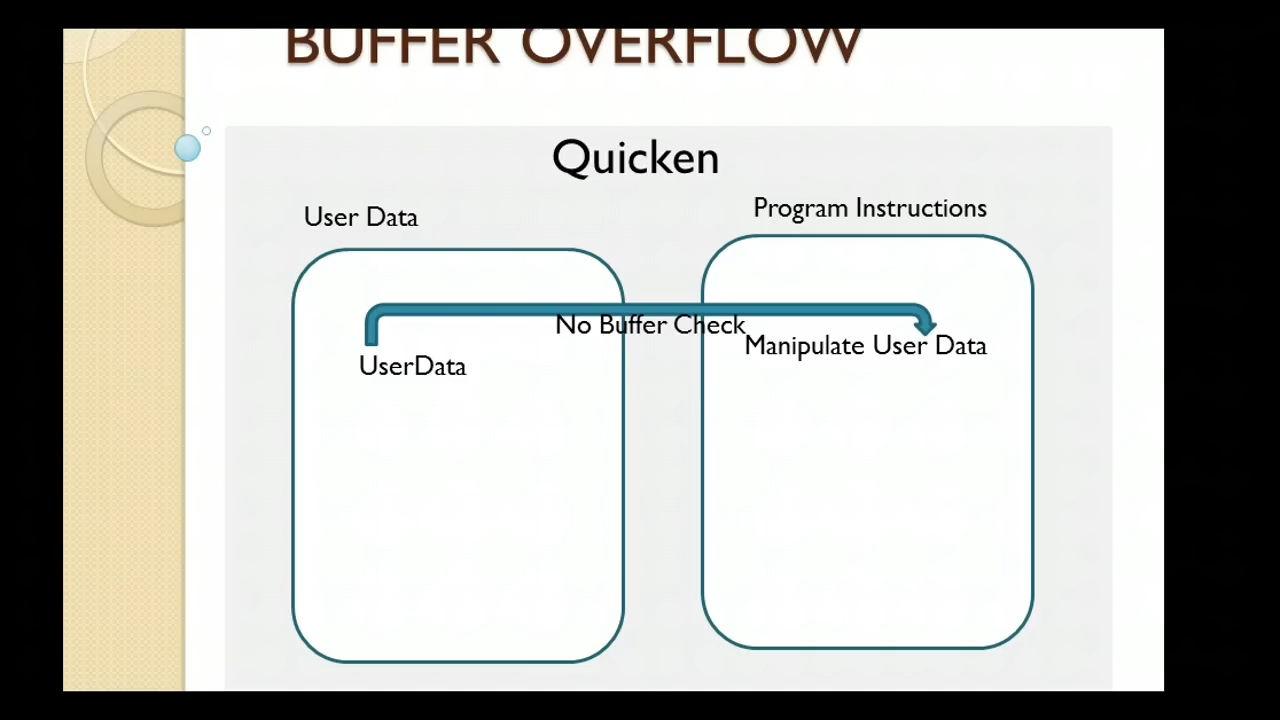 BUFFER OVERFLOW
Quicken
User Data
Program Instructions
No Buffer Check
Manipulate User Data
UserData